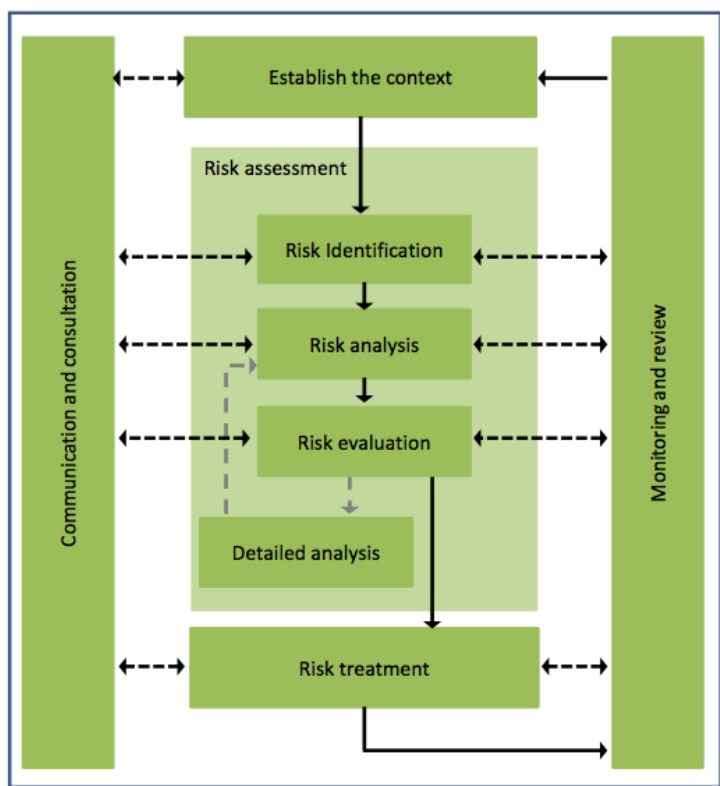 Establish the context
Risk assessment
Risk Identification
Risk analysis
Risk evaluation
Detailed analysis
Risk treatment
Communication and consultation
Monitoring and review